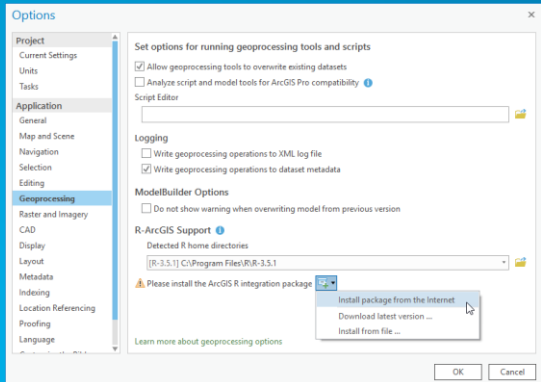 Options
Project
Current Settings
Units
Tasks
Application
General
Map and Scene
Navigation
Selection
Editing
Geoprocessing
Raster and Imagery
CAD
Display
Layout
Metadata
Indexing
Location Referencing
Proofing
Language
Set options for running geoprocessing tools and scripts
Allow geoprocessing tools to overwrite existing datasets
Analyze script and model tools for ArcGIS Pro compatibility
Script Editor
Logging
Write geoprocessing operations to XML log file
Write geoprocessing operations to dataset metadata
ModelBuilder Options
Do not show warning when overwriting model from previous version
R-ArcGIS Support
Detected R home directories
[R-3.5.1] C:\Program Files\R\R-3.5.1
Please install the ArcGIS R integration package
Install package from the Internet
Download latest version ...
Install from file ...
Learn more about geoprocessing options
OK
Cancel